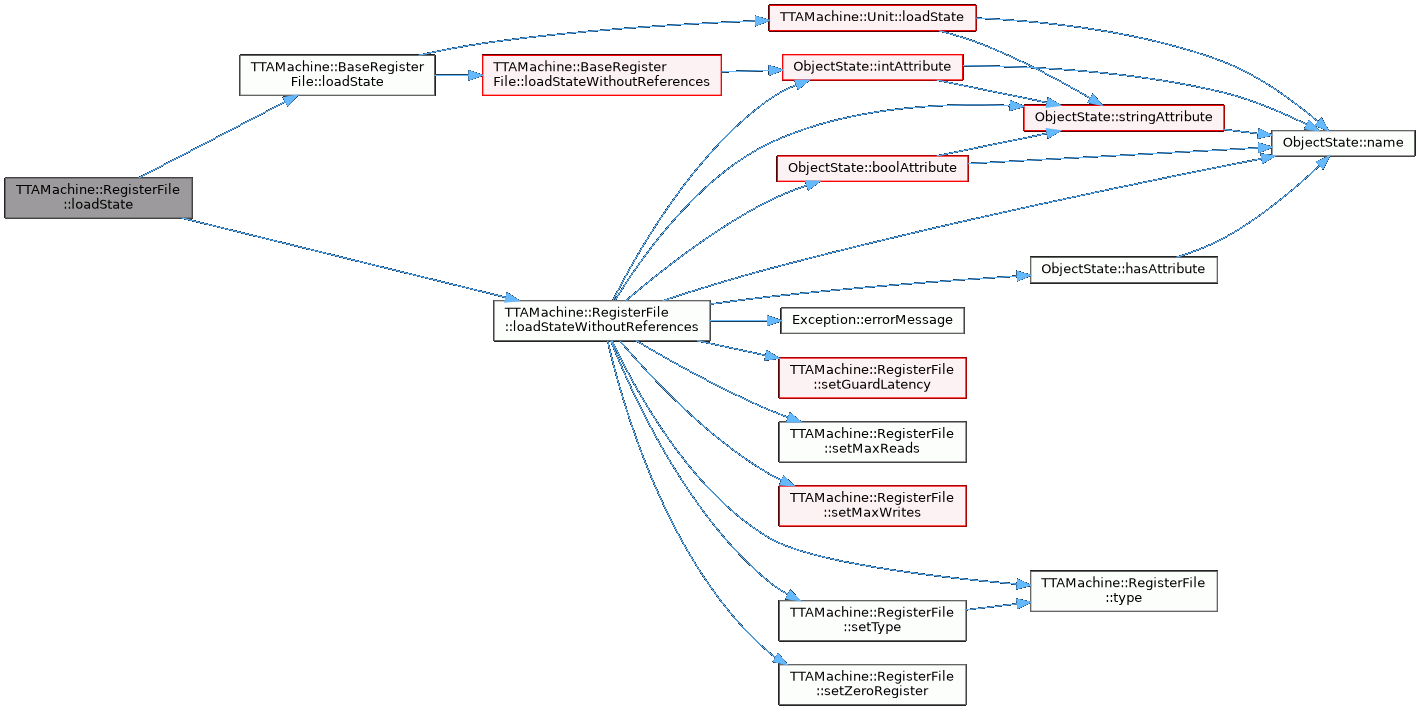 TTAMachine::RegisterFile
::loadState
TTAMachine::BaseRegister
File::loadState
TTAMachine::BaseRegister
File::loadStateWithoutReferences
TTAMachine::Unit::loadState
ObjectState::intAttribute
ObjectState::stringAttribute
ObjectState::name
ObjectState::boolAttribute
ObjectState::hasAttribute
TTAMachine::RegisterFile
::loadStateWithoutReferences
Exception::errorMessage
TTAMachine::RegisterFile
::setGuardLatency
TTAMachine::RegisterFile
::setMaxReads
TTAMachine::RegisterFile
::setMaxWrites
TTAMachine::RegisterFile
::type
TTAMachine::RegisterFile
::setType
TTAMachine::RegisterFile
::setZeroRegister